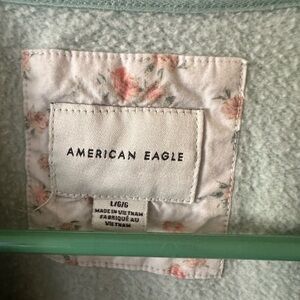 AMERICAN EAGLE
L/G/G
MADE IN VIETNAM
FABRIQUÉ AU
VIETNAM